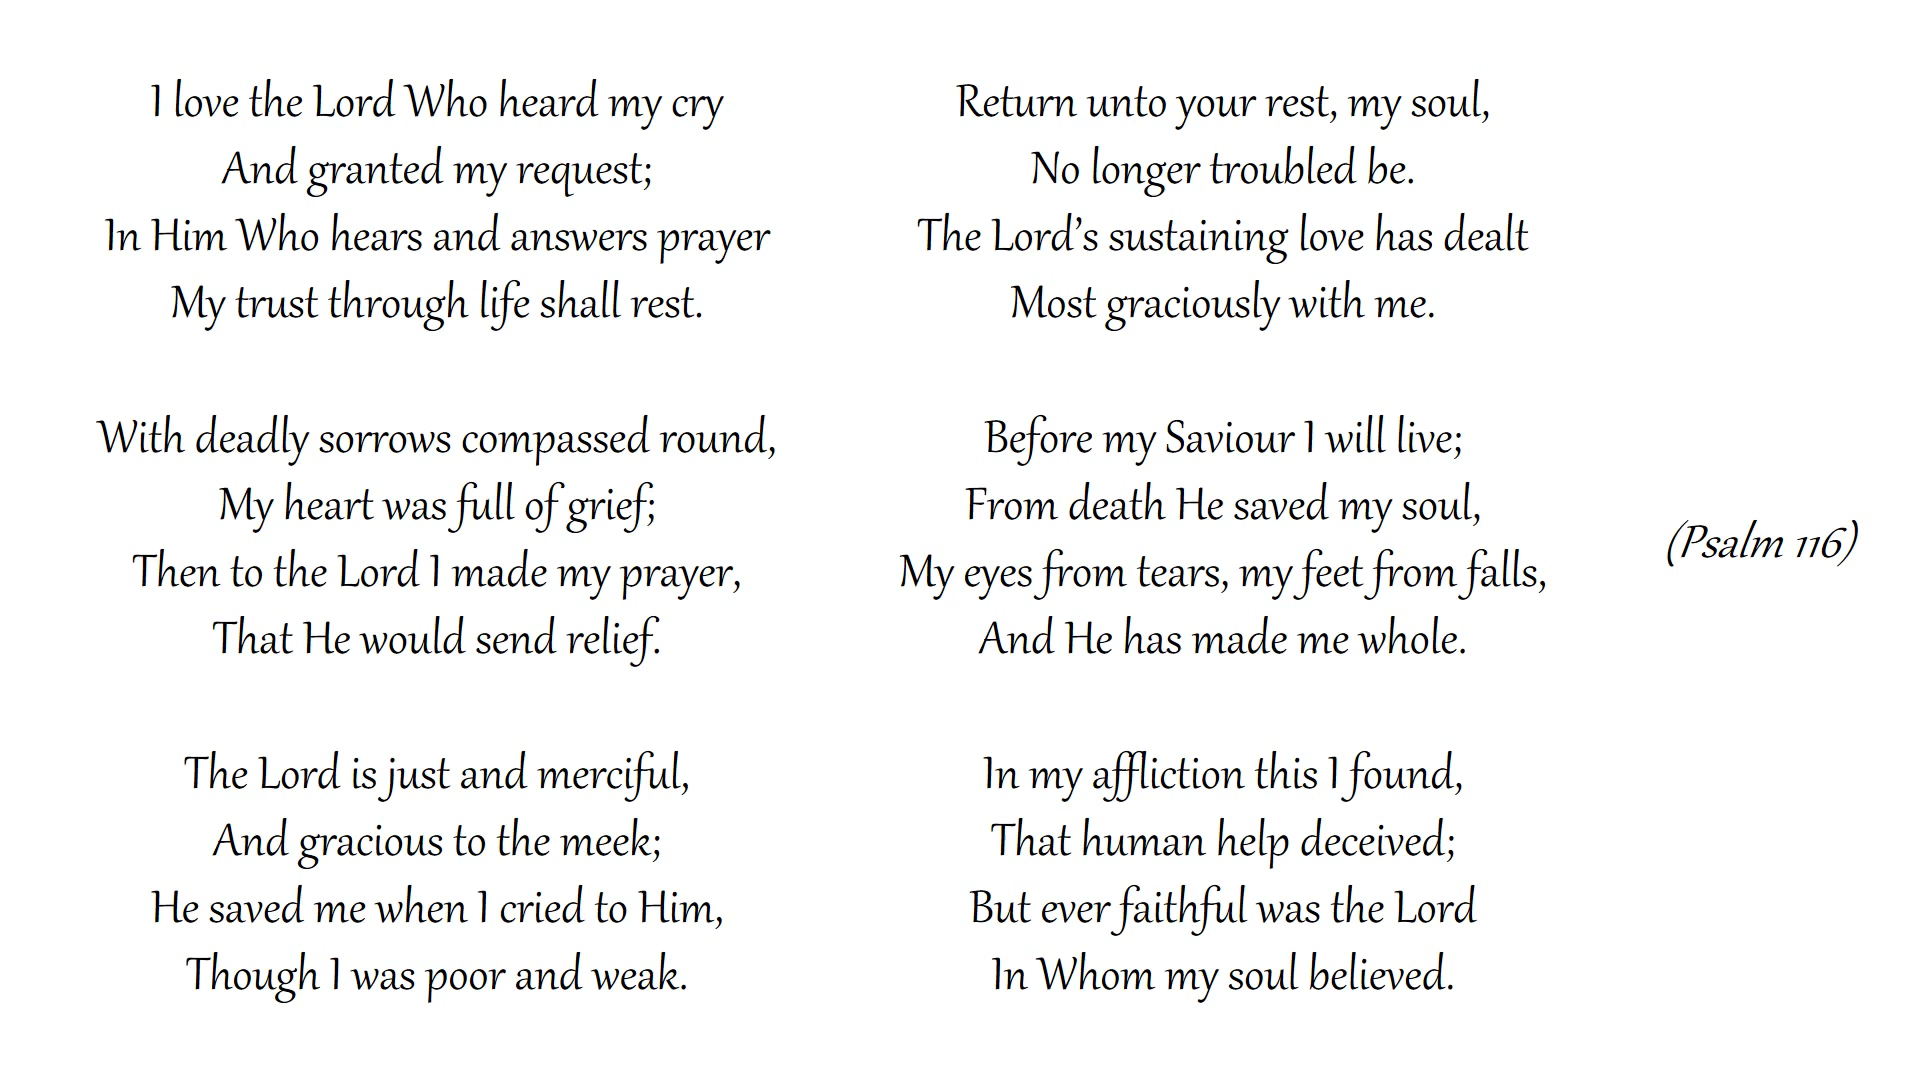 I love the Lord Who heard my cry
And granted my request;
In Him Who hears and answers prayer
My trust through life shall rest.
With deadly sorrows compassed round,
My heart was full of grief;
Then to the Lord I made my prayer,
That He would send relief.
The Lord is just and merciful,
And gracious to the meek;
He saved me when I cried to Him,
Though I was poor and weak.
Return unto your rest, my soul,
No longer troubled be.
The Lord’s sustaining love has dealt
Most graciously with me.
Before my Saviour I will live;
From death He saved my soul,
My eyes from tears, my feet from falls,
And He has made me whole.
In my affliction this I found,
That human help deceived;
But ever faithful was the Lord
In Whom my soul believed.
(Psalm 116)